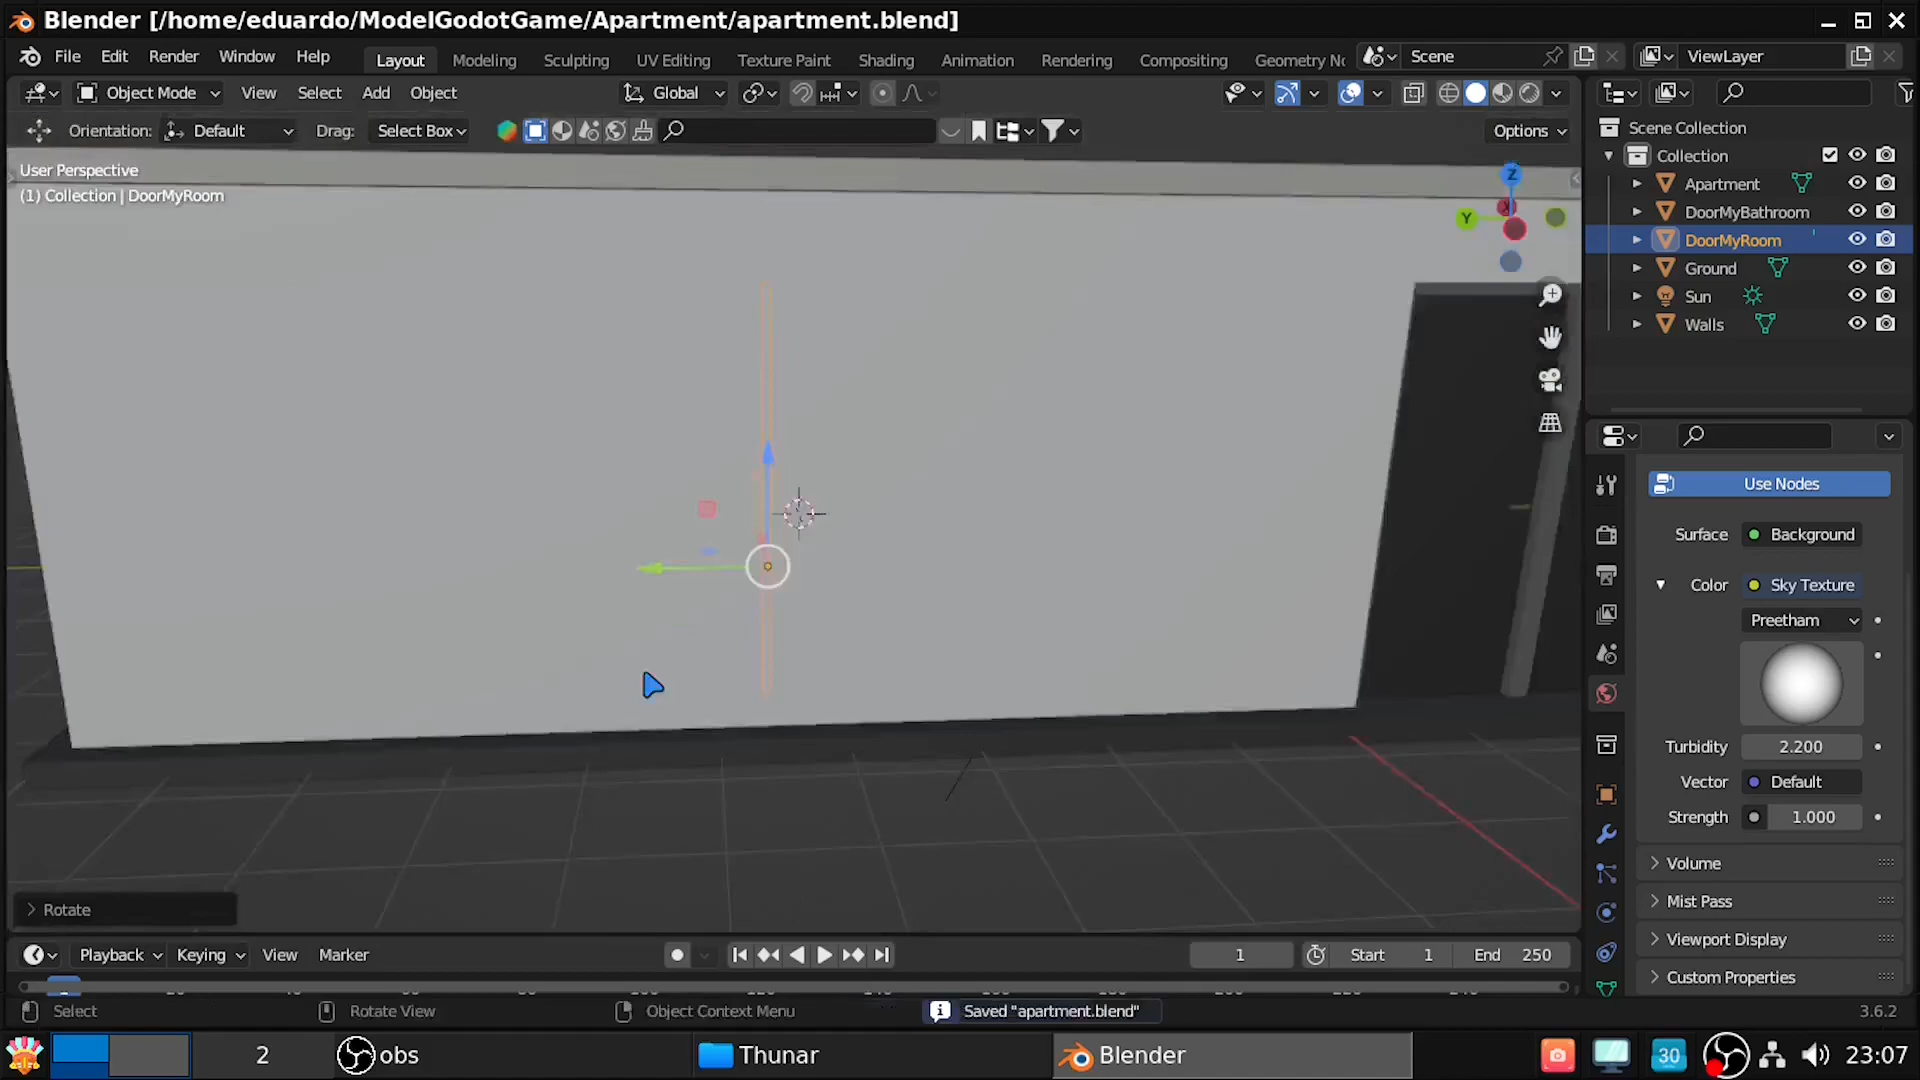 Blender [/home/eduardo/ModelGodotGame/Apartment/apartment.blend]
File Edit Render Window Help Layout Modeling Sculpting UV Editing Texture Paint Shading Animation Rendering Compositing Geometry No Scene ViewLayer
Object Mode View Select Add Object Global
Orientation: Default Drag: Select Box Options
User Perspective
(1) Collection | DoorMyRoom
Z
Y
X
Scene Collection
Collection
Apartment
DoorMyBathroom
DoorMyRoom
Ground
Sun
Walls
Use Nodes
Surface Background
Color Sky Texture
Preetham
Turbidity 2.200
Vector Default
Strength 1.000
Volume
Mist Pass
Viewport Display
Custom Properties
Rotate
Playback Keying View Marker 1 Start 1 End 250
Select Rotate View Object Context Menu Saved "apartment.blend" 3.6.2
2 obs Thunar Blender 30 23:07